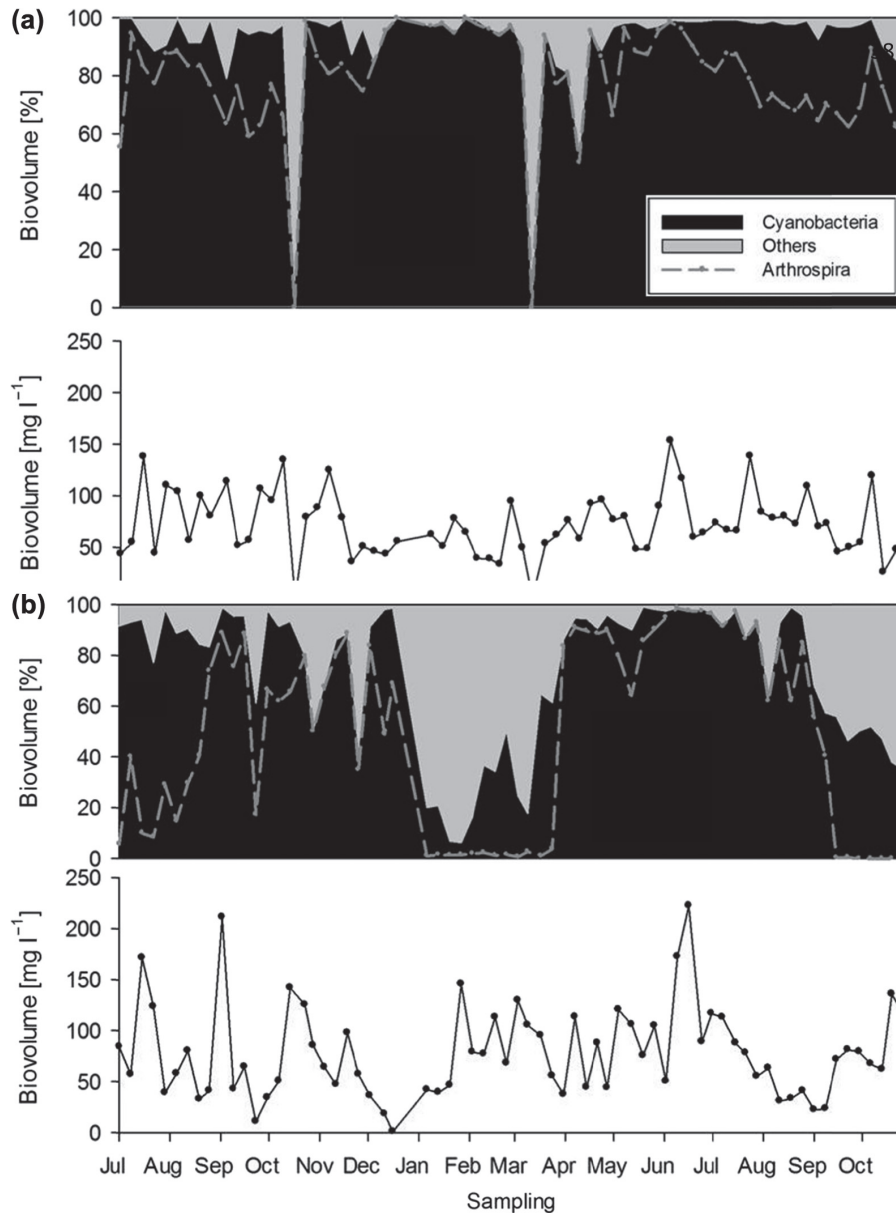 (a)
100
80
60
40
20
0
Biovolume [%]
Cyanobacteria
Others
Arthrospira
8
250
200
150
100
50
Biovolume [mg l⁻¹]
(b)
100
80
60
40
20
0
Biovolume [%]
250
200
150
100
50
0
Biovolume [mg l⁻¹]
Jul Aug Sep Oct Nov Dec Jan Feb Mar Apr May Jun Jul Aug Sep Oct
Sampling